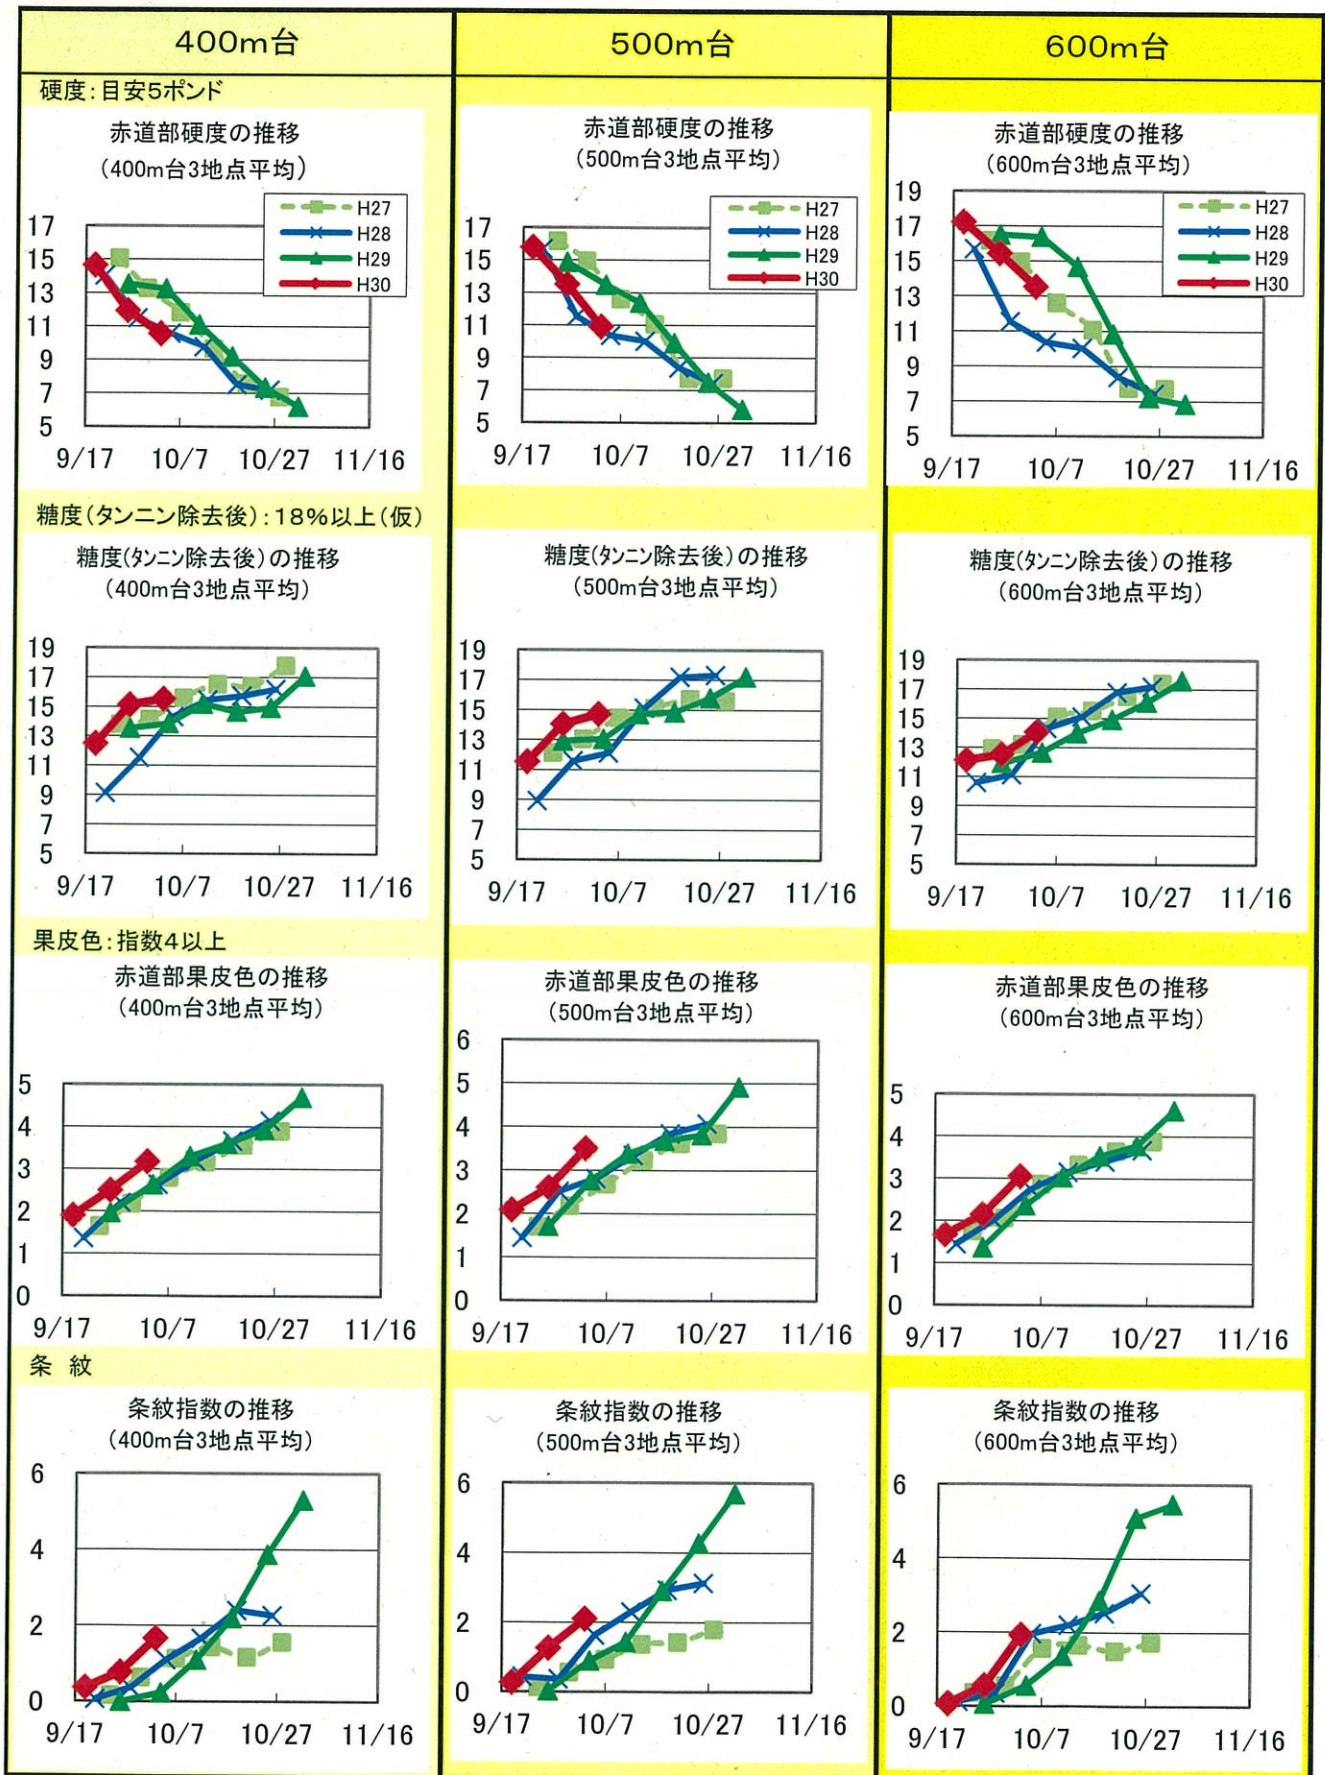 400m台
500m台
600m台
硬度：目安5ポンド
赤道部硬度の推移
（400m台3地点平均）
H27
H28
H29
H30
17
15
13
11
9
7
5
9/17 10/7 10/27 11/16
赤道部硬度の推移
（500m台3地点平均）
H27
H28
H29
H30
17
15
13
11
9
7
5
9/17 10/7 10/27 11/16
赤道部硬度の推移
（600m台3地点平均）
H27
H28
H29
H30
19
17
15
13
11
9
7
5
9/17 10/7 10/27 11/16
糖度（タンニン除去後）：18％以上（仮）
糖度（タンニン除去後）の推移
（400m台3地点平均）
19
17
15
13
11
9
7
5
9/17 10/7 10/27 11/16
糖度（タンニン除去後）の推移
（500m台3地点平均）
19
17
15
13
11
9
7
5
9/17 10/7 10/27 11/16
糖度（タンニン除去後）の推移
（600m台3地点平均）
19
17
15
13
11
9
7
5
9/17 10/7 10/27 11/16
果皮色：指数4以上
赤道部果皮色の推移
（400m台3地点平均）
5
4
3
2
1
0
9/17 10/7 10/27 11/16
赤道部果皮色の推移
（500m台3地点平均）
6
5
4
3
2
1
0
9/17 10/7 10/27 11/16
赤道部果皮色の推移
（600m台3地点平均）
5
4
3
2
1
0
9/17 10/7 10/27 11/16
条 紋
条紋指数の推移
（400m台3地点平均）
6
4
2
0
9/17 10/7 10/27 11/16
条紋指数の推移
（500m台3地点平均）
6
4
2
0
9/17 10/7 10/27 11/16
条紋指数の推移
（600m台3地点平均）
6
4
2
0
9/17 10/7 10/27 11/16